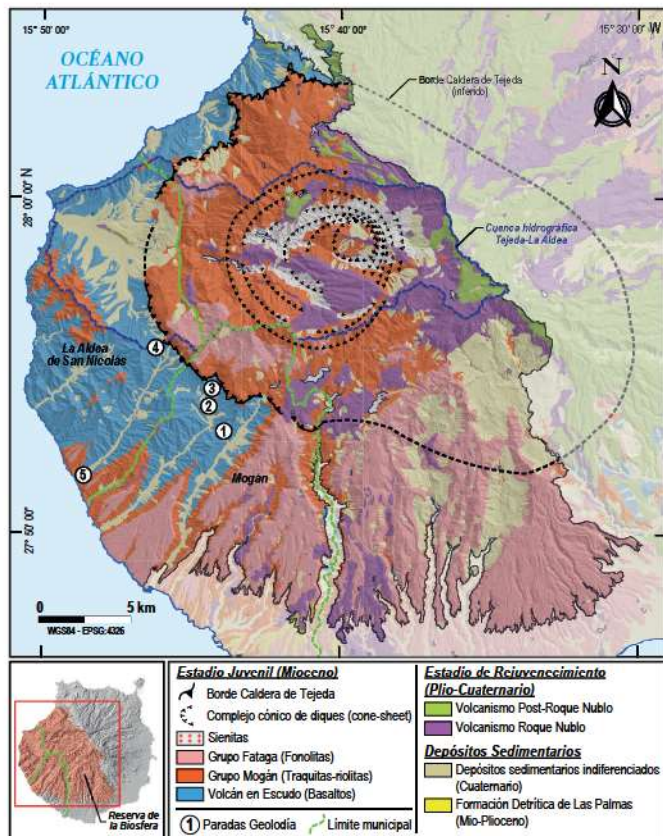 15° 50' 00"
15° 40' 00"
15° 30' 00" W
OCÉANO
ATLÁNTICO
Borde Caldera de Tejeda
(inferido)
N
28° 00' 00" N
Cuenca hidrográfica
Tejeda-La Aldea
La Aldea
de San Nicolás
4
3
2
1
5
Mogán
27° 50' 00"
0 5 km
WGS84 - EPSG:4326
Reserva de
la Biosfera
Estadio Juvenil (Mioceno)
Borde Caldera de Tejeda
Complejo cónico de diques (cone-sheet)
Sienitas
Grupo Fataga (Fonolitas)
Grupo Mogán (Traquitas-riolitas)
Volcán en Escudo (Basaltos)
1 Paradas Geolodía
Límite municipal
Estadio de Rejuvenecimiento
(Plio-Cuaternario)
Volcanismo Post-Roque Nublo
Volcanismo Roque Nublo
Depósitos Sedimentarios
Depósitos sedimentarios indiferenciados
(Cuaternario)
Formación Detrítica de Las Palmas
(Mio-Plioceno)